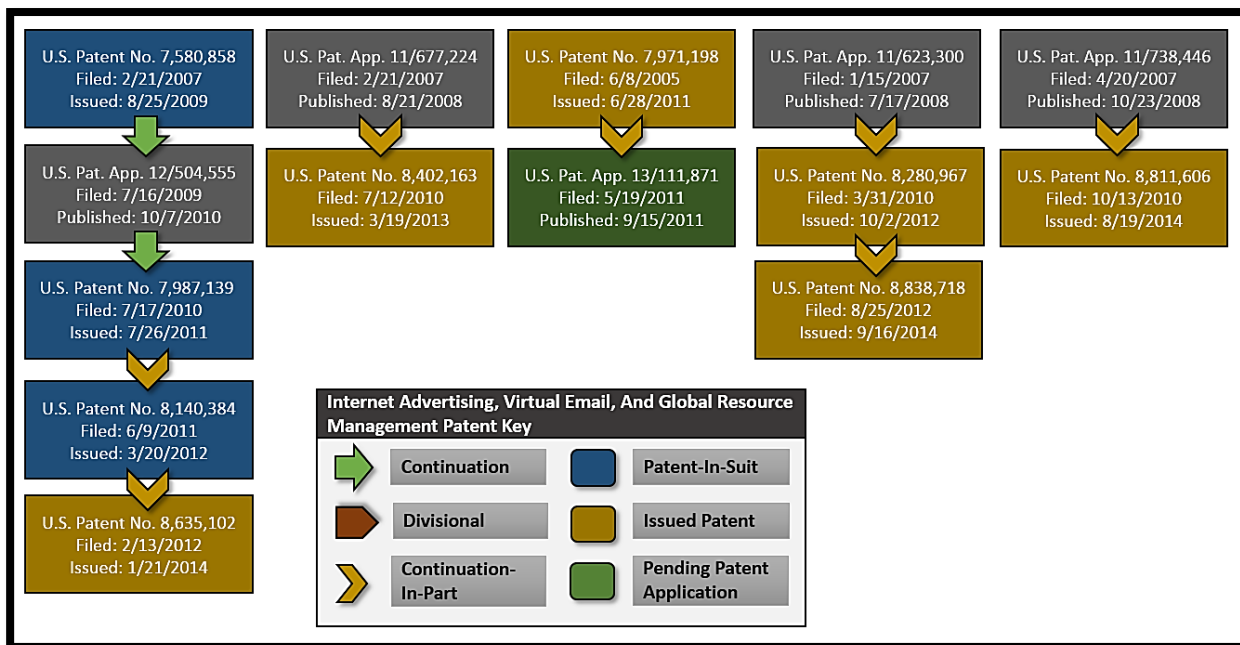 U.S. Patent No. 7,580,858
Filed: 2/21/2007
Issued: 8/25/2009
U.S. Pat. App. 12/504,555
Filed: 7/16/2009
Published: 10/7/2010
U.S. Patent No. 7,987,139
Filed: 7/17/2010
Issued: 7/26/2011
U.S. Patent No. 8,140,384
Filed: 6/9/2011
Issued: 3/20/2012
U.S. Patent No. 8,635,102
Filed: 2/13/2012
Issued: 1/21/2014
U.S. Pat. App. 11/677,224
Filed: 2/21/2007
Published: 8/21/2008
U.S. Patent No. 8,402,163
Filed: 7/12/2010
Issued: 3/19/2013
U.S. Patent No. 7,971,198
Filed: 6/8/2005
Issued: 6/28/2011
U.S. Pat. App. 13/111,871
Filed: 5/19/2011
Published: 9/15/2011
U.S. Pat. App. 11/623,300
Filed: 1/15/2007
Published: 7/17/2008
U.S. Patent No. 8,280,967
Filed: 3/31/2010
Issued: 10/2/2012
U.S. Patent No. 8,838,718
Filed: 8/25/2012
Issued: 9/16/2014
U.S. Pat. App. 11/738,446
Filed: 4/20/2007
Published: 10/23/2008
U.S. Patent No. 8,811,606
Filed: 10/13/2010
Issued: 8/19/2014
Internet Advertising, Virtual Email, And Global Resource
Management Patent Key
Continuation
Patent-In-Suit
Divisional
Issued Patent
Continuation-
In-Part
Pending Patent
Application